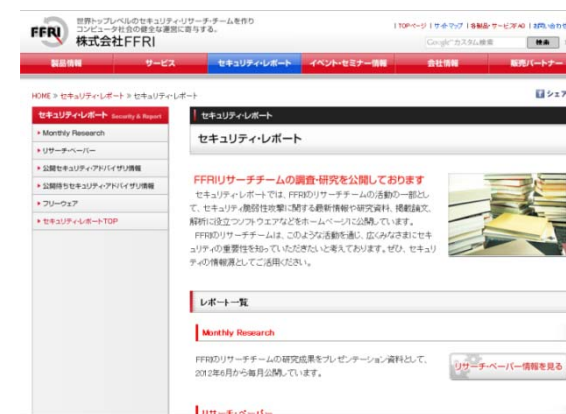 世界トップレベルのセキュリティ・リサーチ・チームを作り
コンピュータ社会の健全な運営に寄与する。
FFRI 株式会社FFRI
TOPページ | サイトマップ |
Google カスタム検索 検索
製品情報 サービス セキュリティ・レポート イベント・セミナー情報 会社情報 販売パートナー
HOME > セキュリティ・レポート > セキュリティ・レポート
シェア
セキュリティ・レポート Security & Report
Monthly Research
リサーチ・ペーパー
公開セキュリティ・アドバイザリ情報
公開待ちセキュリティ・アドバイザリ情報
フリーウェア
セキュリティ・レポートTOP
セキュリティ・レポート
セキュリティ・レポート
FFRIリサーチチームの調査・研究を公開しております
セキュリティ・レポートでは、FFRIのリサーチチームの活動の一部とし
て、セキュリティ脆弱性攻撃に関する最新情報や研究資料、掲載論文、
解析に役立つソフトウエアなどをホームページに公開しています。
FFRIのリサーチチームは、このような活動を通じ、広くみなさまにセキ
ュリティの重要性を知っていただきたいと考えております。ぜひ、セキュリ
ティの情報源としてご活用ください。
レポート一覧
Monthly Research
FFRIのリサーチチームの研究成果をプレゼンテーション資料として、
2012年6月から毎月公開しています。
リサーチ・ペーパー情報を見る
リサーチ・ペーパー